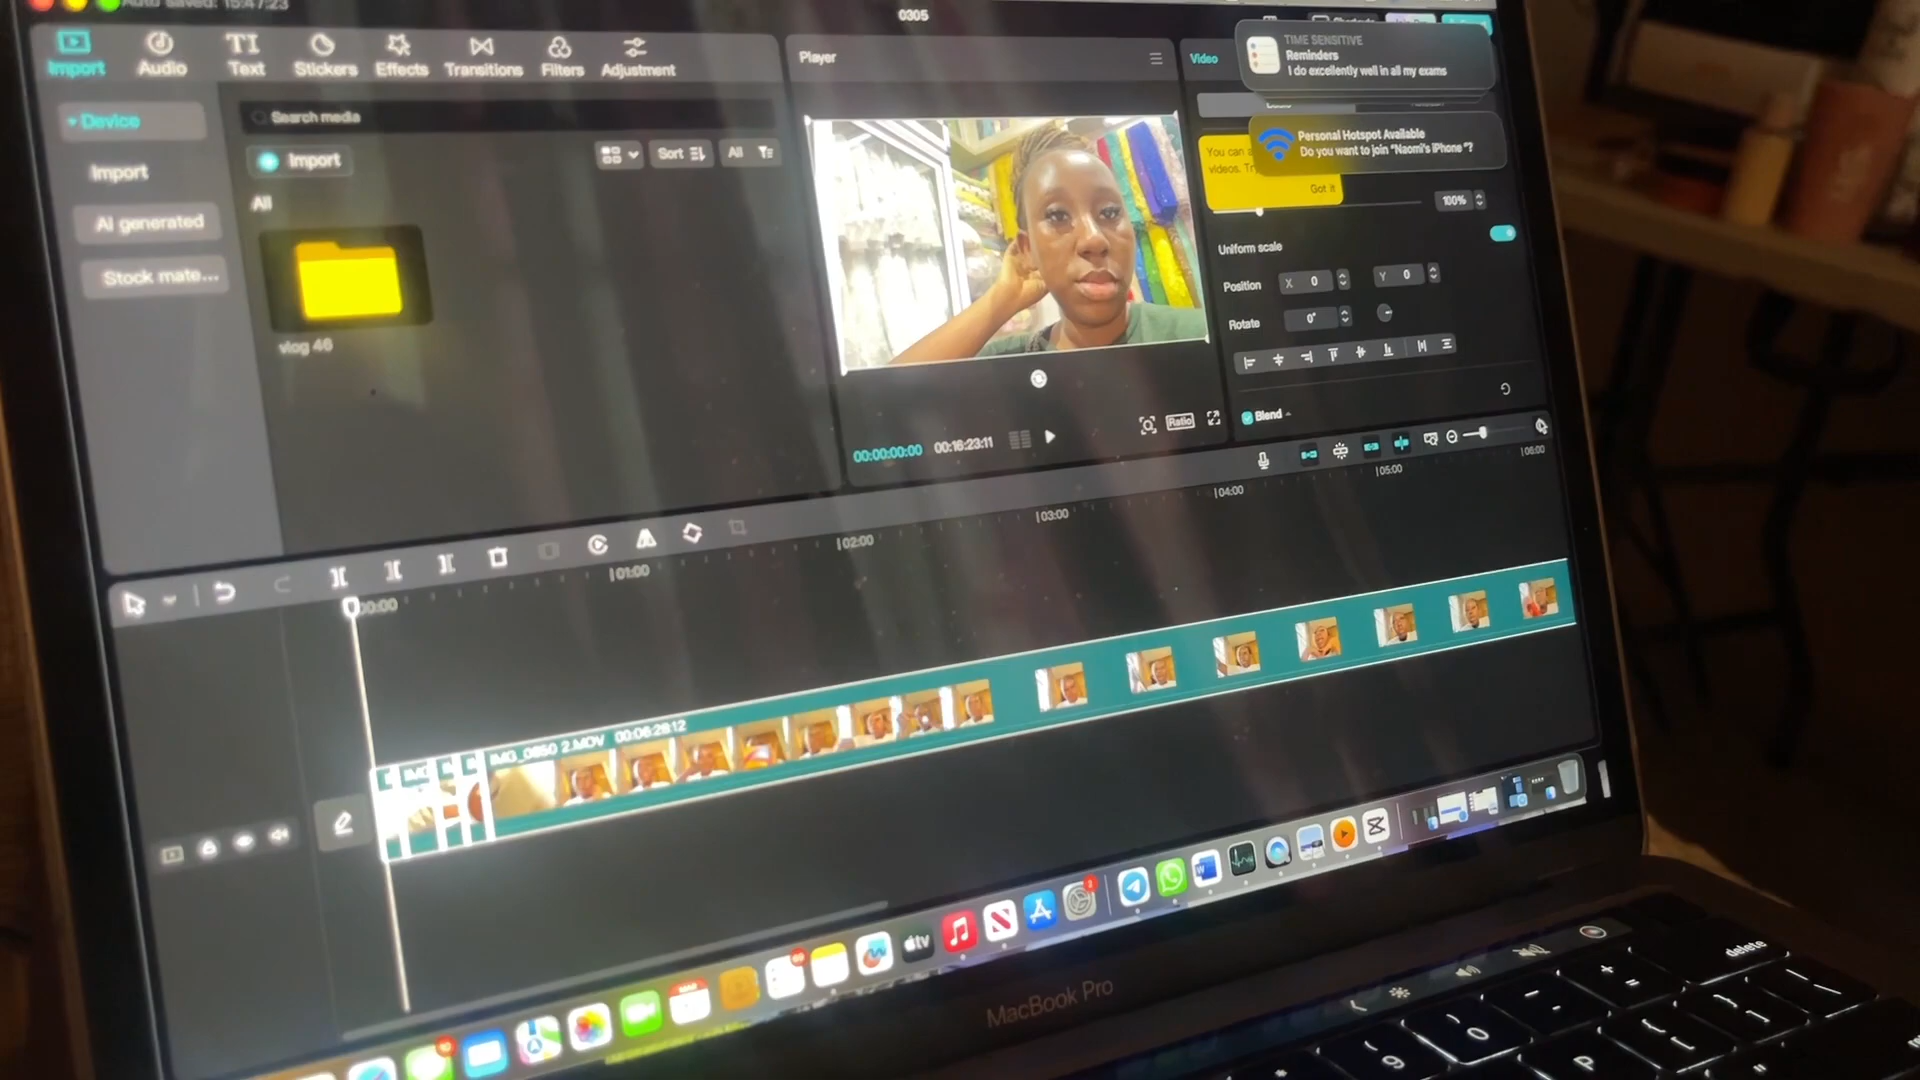 Auto saved: 15:47:23
0305
Import
Audio
Text
Stickers
Effects
Transitions
Filters
Adjustment
Device
Import
AI generated
Stock mate...
Search media
Import
Sort
All
All
vlog 46
Player
00:00:00:00
00:16:23:11
Ratio
Video
TIME SENSITIVE
Reminders
I do excellently well in all my exams
Personal Hotspot Available
Do you want to join "Naomi's iPhone"?
You can a
videos. Try
Got it
100%
Uniform scale
Position
X 0
Y 0
Rotate
0°
Blend
00:00
01:00
02:00
03:00
04:00
05:00
06:00
IMG_0850 2.MOV 00:06:28:12
tv
MacBook Pro
delete
+
=
-
0
9
P